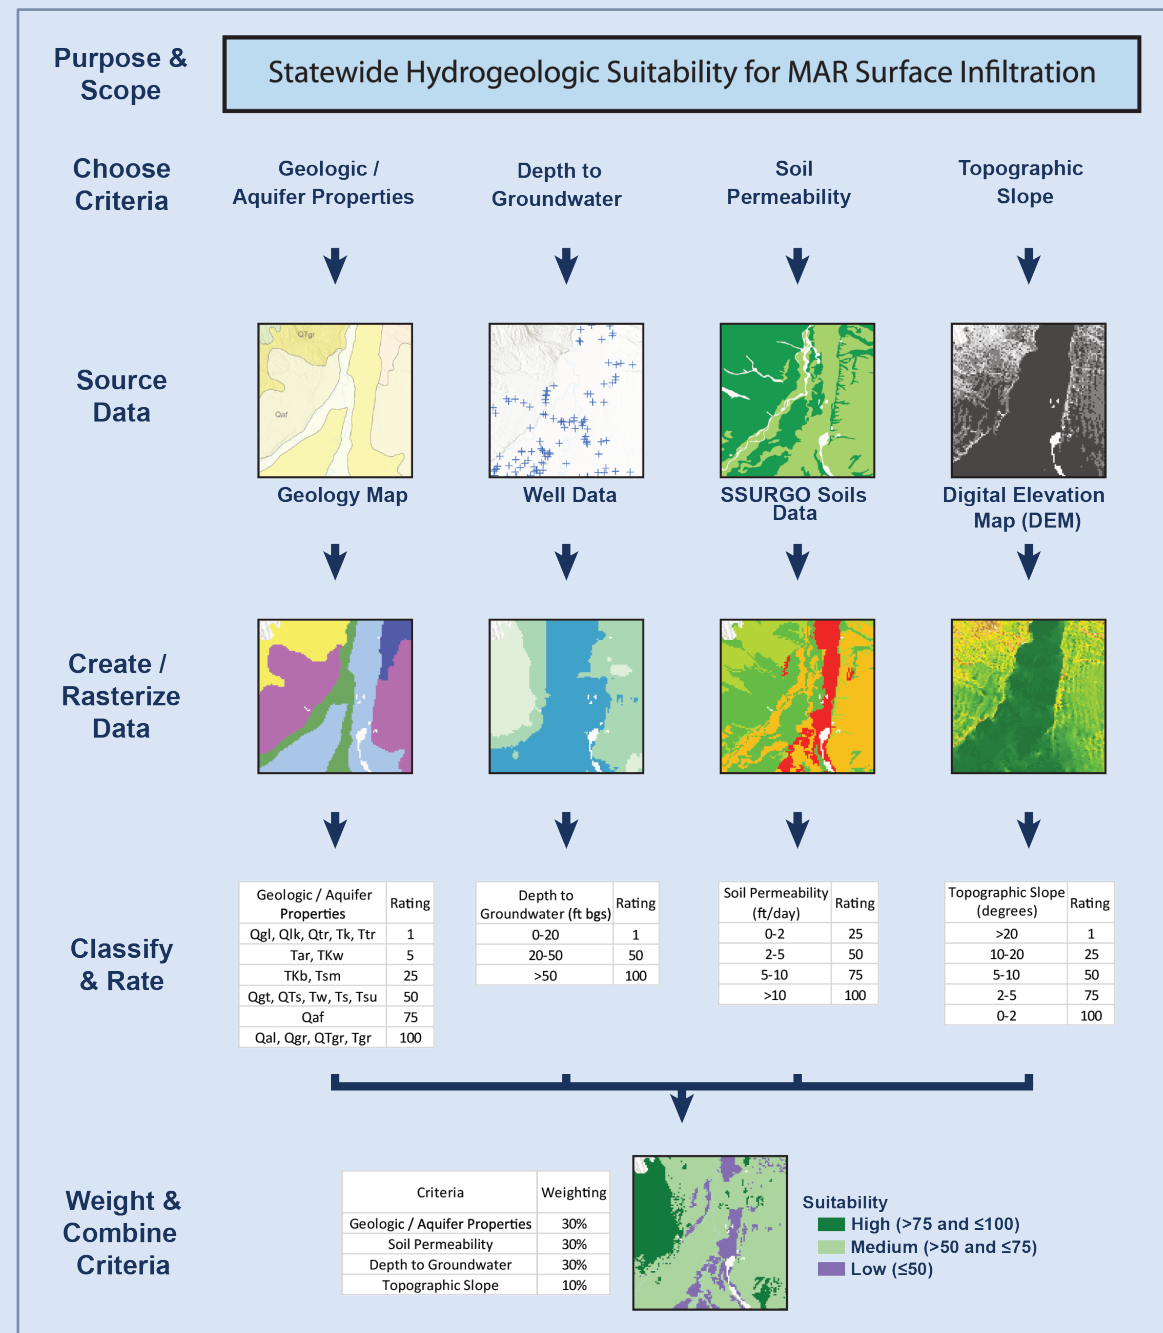 Purpose &
Scope
Statewide Hydrogeologic Suitability for MAR Surface Infiltration
Choose
Criteria
Geologic /
Aquifer Properties
Depth to
Groundwater
Soil
Permeability
Topographic
Slope
Source
Data
QTgr
Qaf
Geology Map
Well Data
SSURGO Soils
Data
Digital Elevation
Map (DEM)
Create /
Rasterize
Data
Classify
& Rate
Geologic / Aquifer
Properties
Rating
Qgl, Qlk, Qtr, Tk, Ttr 1
Tar, TKw 5
TKb, Tsm 25
Qgt, QTs, Tw, Ts, Tsu 50
Qaf 75
Qal, Qgr, QTgr, Tgr 100
Depth to
Groundwater (ft bgs)
Rating
0-20 1
20-50 50
>50 100
Soil Permeability
(ft/day)
Rating
0-2 25
2-5 50
5-10 75
>10 100
Topographic Slope
(degrees)
Rating
>20 1
10-20 25
5-10 50
2-5 75
0-2 100
Weight &
Combine
Criteria
Criteria Weighting
Geologic / Aquifer Properties 30%
Soil Permeability 30%
Depth to Groundwater 30%
Topographic Slope 10%
Suitability
High (>75 and ≤100)
Medium (>50 and ≤75)
Low (≤50)